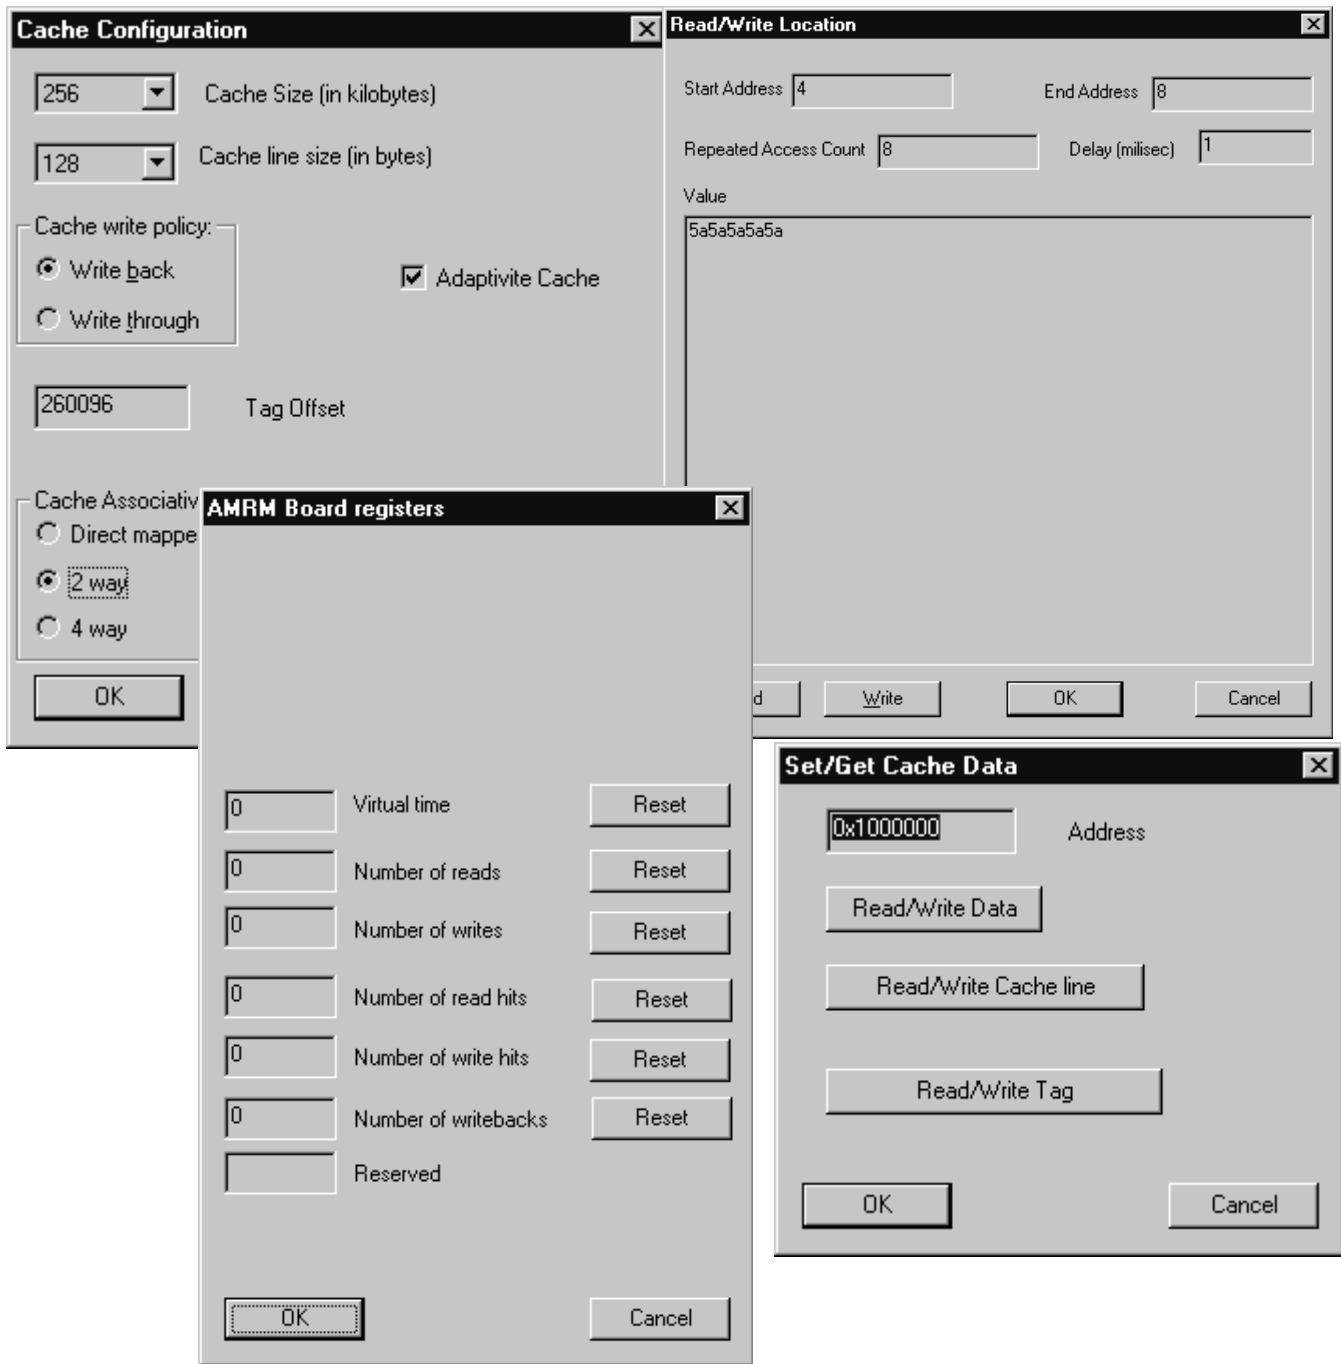 Cache Configuration
256
Cache Size (in kilobytes)
128
Cache line size (in bytes)
Cache write policy:
Write back
Adaptivite Cache
Write through
260096
Tag Offset
Cache Associativ
Direct mappe
2 way
4 way
OK
Read/Write Location
Start Address 4
End Address 8
Repeated Access Count 8
Delay (milisec) 1
Value
5a5a5a5a5a
d
Write
OK
Cancel
AMRM Board registers
0 Virtual time Reset
0 Number of reads Reset
0 Number of writes Reset
0 Number of read hits Reset
0 Number of write hits Reset
0 Number of writebacks Reset
Reserved
OK
Cancel
Set/Get Cache Data
0x1000000
Address
Read/Write Data
Read/Write Cache line
Read/Write Tag
OK
Cancel